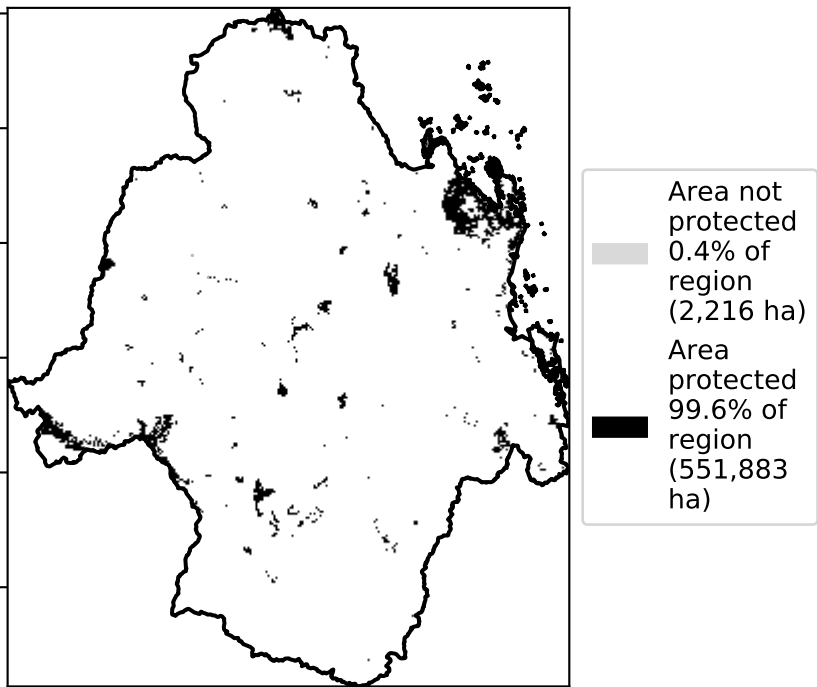 Area not
protected
0.4% of
region
(2,216 ha)
Area
protected
99.6% of
region
(551,883
ha)